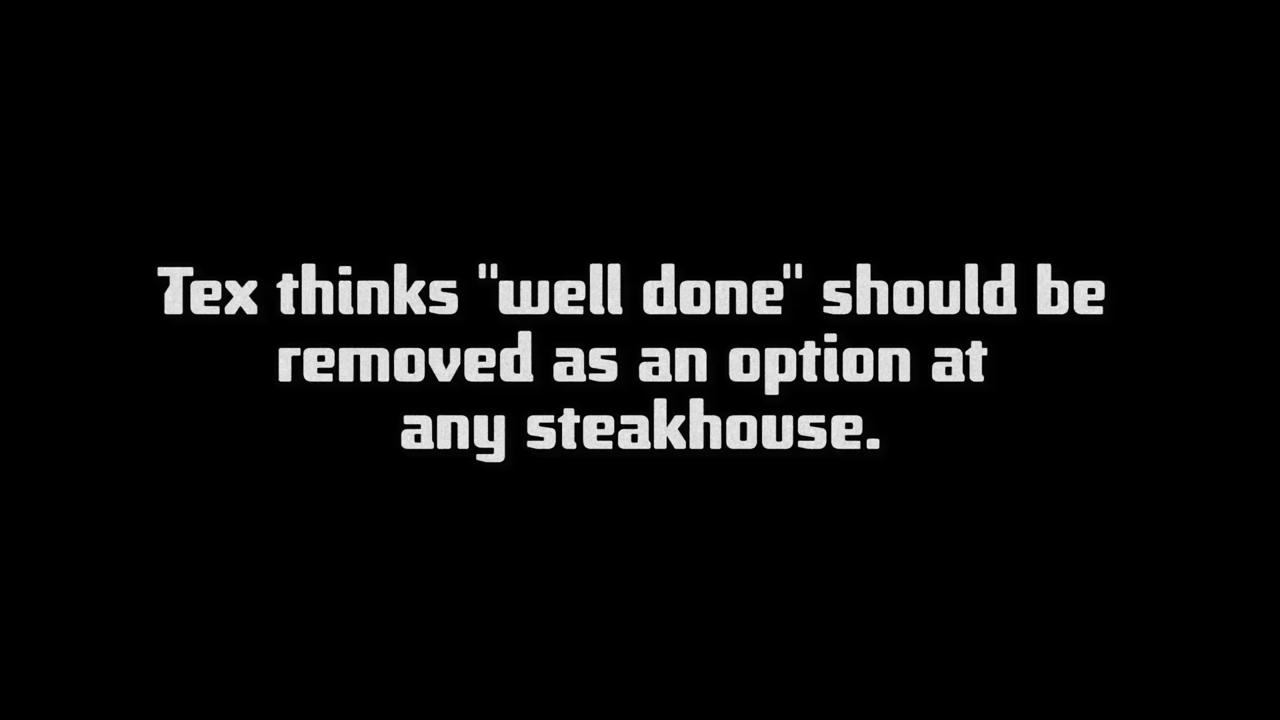 Tex thinks "well done" should be
removed as an option at
any steakhouse.